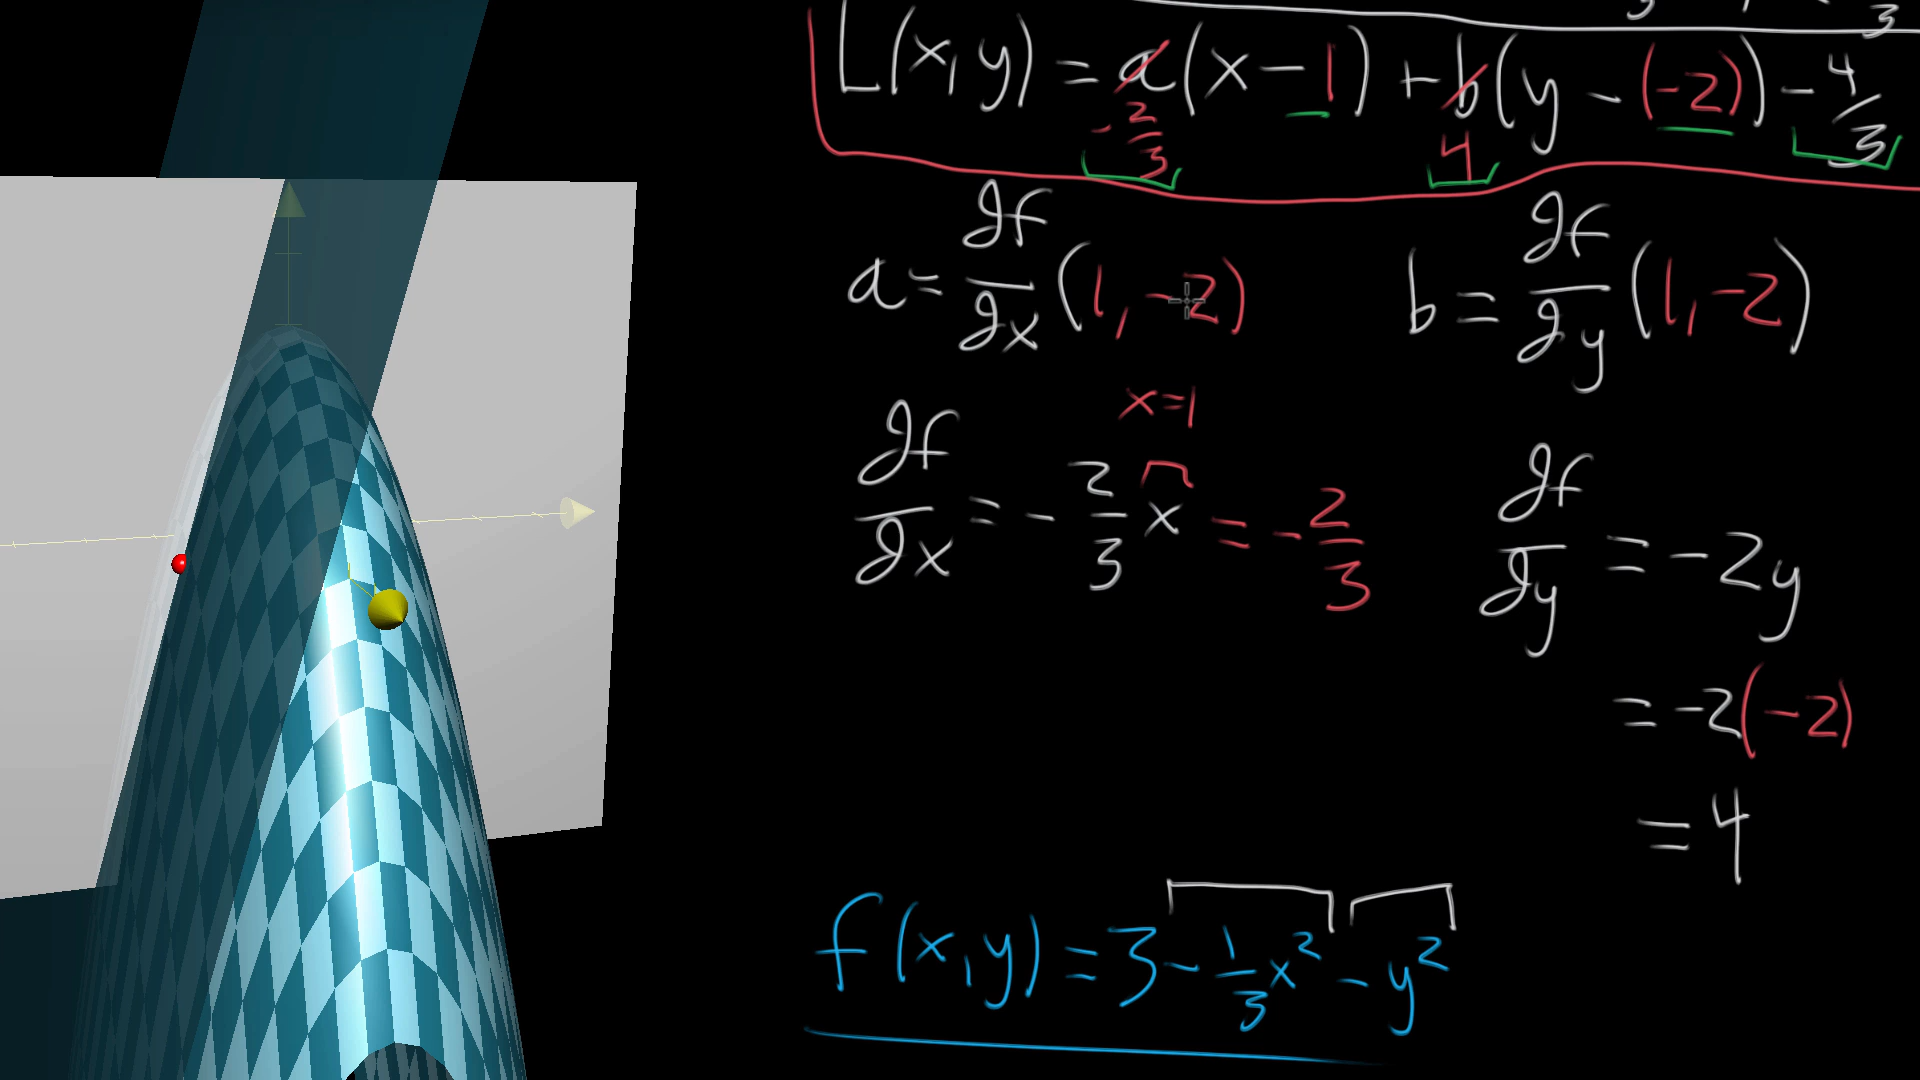 L(x,y) = a(x-1) + b(y-(-2)) - 4/3
-2/3 4
a = ∂f/∂x (1,-2) b = ∂f/∂y (1,-2)
x=1
∂f/∂x = -2/3 x = -2/3 ∂f/∂y = -2y
= -2(-2)
= 4
f(x,y) = 3 - 1/3 x² - y²